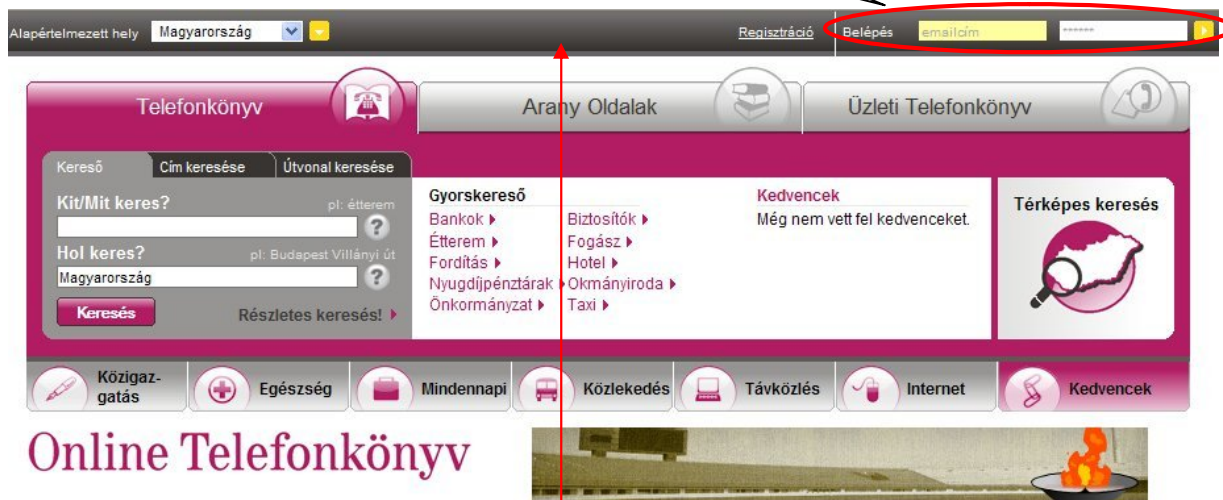 Alapértelmezett hely Magyarország Regisztráció Belépés emailcím ******
Telefonkönyv Arany Oldalak Üzleti Telefonkönyv
Kereső Cím keresése Útvonal keresése
Kit/Mit keres? pl: étterem
?
Hol keres? pl: Budapest Villányi út
Magyarország ?
Keresés Részletes keresés!
Gyorskereső
Bankok Biztosítók
Étterem Fogász
Fordítás Hotel
Nyugdíjpénztárak Okmányiroda
Önkormányzat Taxi
Kedvencek
Még nem vett fel kedvenceket.
Térképes keresés
Közigaz-
gatás
Egészség Mindennapi Közlekedés Távközlés Internet Kedvencek
Online Telefonkönyv